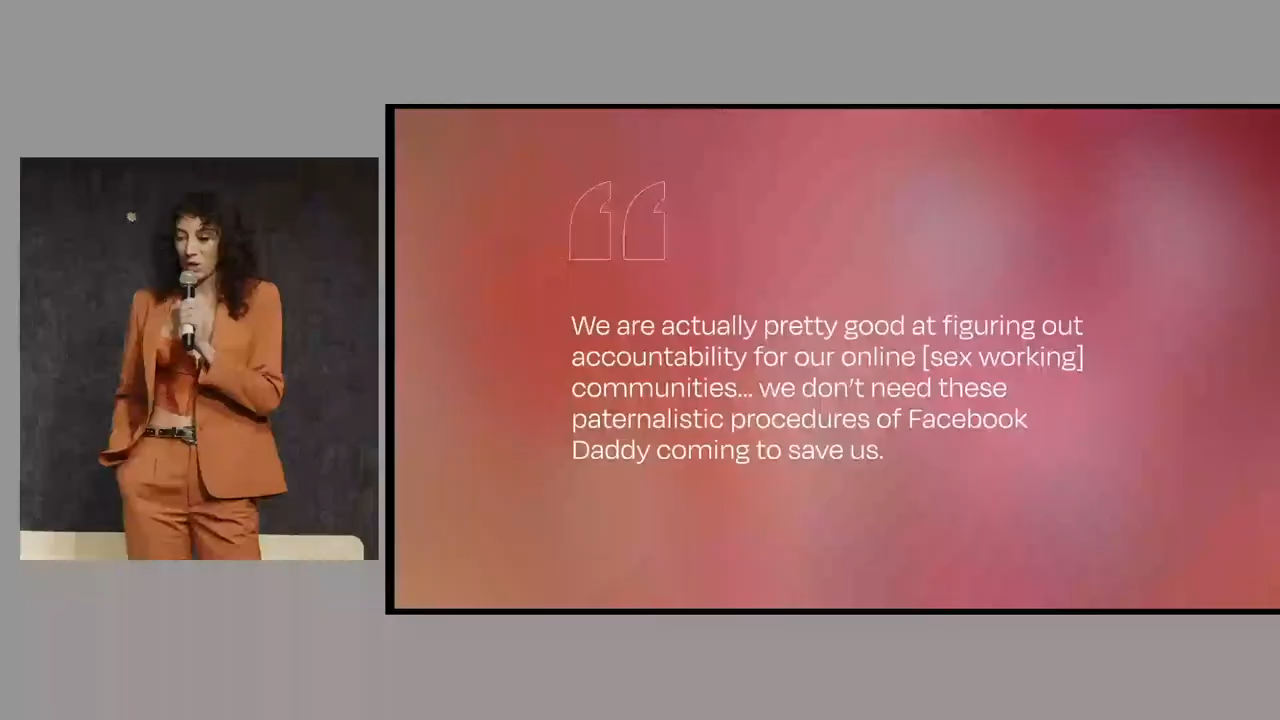 We are actually pretty good at figuring out
accountability for our online [sex working]
communities... we don't need these
paternalistic procedures of Facebook
Daddy coming to save us.